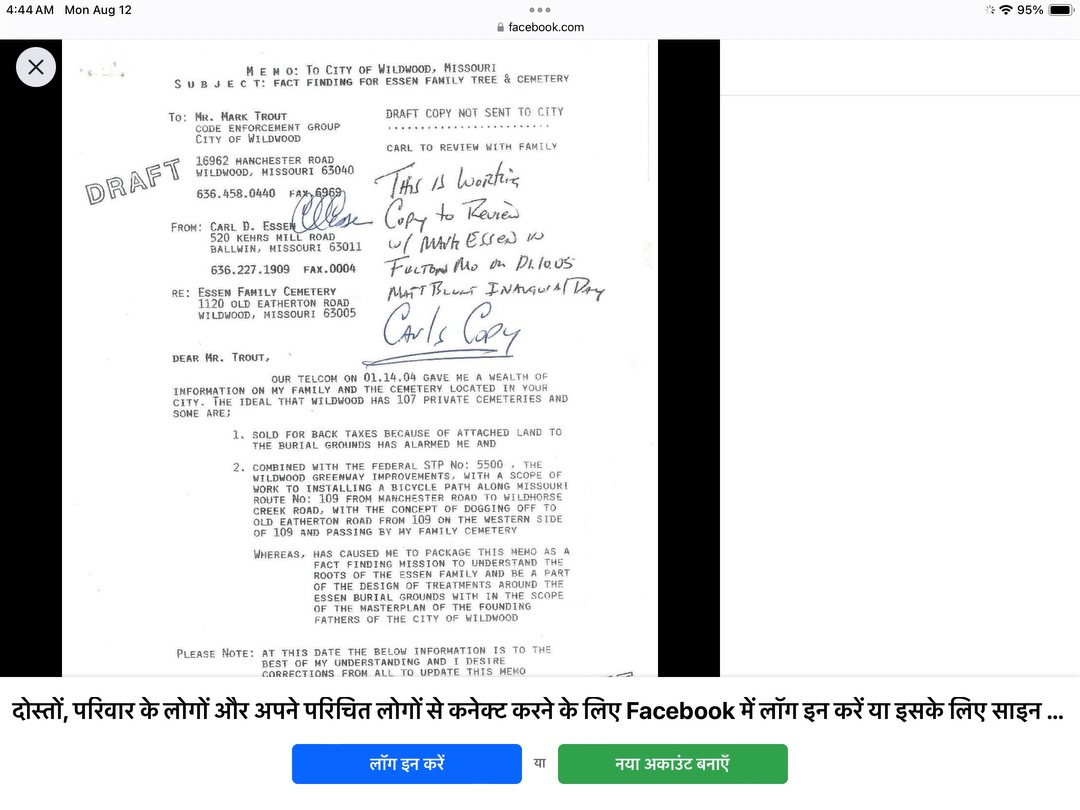 4:44 AM Mon Aug 12
95%
facebook.com
MEMO: TO CITY OF WILDWOOD, MISSOURI
SUBJECT: FACT FINDING FOR ESSEN FAMILY TREE & CEMETERY
TO: MR. MARK TROUT
CODE ENFORCEMENT GROUP
CITY OF WILDWOOD
16962 MANCHESTER ROAD
WILDWOOD, MISSOURI 63040
636.458.0440 FAX.6969
DRAFT
FROM: CARL D. ESSEN
520 KEHRS MILL ROAD
BALLWIN, MISSOURI 63011
636.227.1909 FAX.0004
RE: ESSEN FAMILY CEMETERY
1120 OLD EATHERTON ROAD
WILDWOOD, MISSOURI 63005
DRAFT COPY NOT SENT TO CITY
CARL TO REVIEW WITH FAMILY
THIS IS WORKING
COPY TO REVIEW
W/ MARK ESSEN IN
FULTON MO ON 01.10.05
MATT BLUNT INAUGURAL DAY
CARL'S COPY
DEAR MR. TROUT,
OUR TELCOM ON 01.14.04 GAVE ME A WEALTH OF
INFORMATION ON MY FAMILY AND THE CEMETERY LOCATED IN YOUR
CITY. THE IDEAL THAT WILDWOOD HAS 107 PRIVATE CEMETERIES AND
SOME ARE;
1. SOLD FOR BACK TAXES BECAUSE OF ATTACHED LAND TO
THE BURIAL GROUNDS HAS ALARMED ME AND
2. COMBINED WITH THE FEDERAL STP NO: 5500 , THE
WILDWOOD GREENWAY IMPROVEMENTS, WITH A SCOPE OF
WORK TO INSTALLING A BICYCLE PATH ALONG MISSOURI
ROUTE NO: 109 FROM MANCHESTER ROAD TO WILDHORSE
CREEK ROAD, WITH THE CONCEPT OF DOGGING OFF TO
OLD EATHERTON ROAD FROM 109 ON THE WESTERN SIDE
OF 109 AND PASSING BY MY FAMILY CEMETERY
WHEREAS, HAS CAUSED ME TO PACKAGE THIS MEMO AS A
FACT FINDING MISSION TO UNDERSTAND THE
ROOTS OF THE ESSEN FAMILY AND BE A PART
OF THE DESIGN OF TREATMENTS AROUND THE
ESSEN BURIAL GROUNDS WITH IN THE SCOPE
OF THE MASTERPLAN OF THE FOUNDING
FATHERS OF THE CITY OF WILDWOOD
PLEASE NOTE: AT THIS DATE THE BELOW INFORMATION IS TO THE
BEST OF MY UNDERSTANDING AND I DESIRE
CORRECTIONS FROM ALL TO UPDATE THIS MEMO
दोस्तों, परिवार के लोगों और अपने परिचित लोगों से कनेक्ट करने के लिए Facebook में लॉग इन करें या इसके लिए साइन ...
लॉग इन करें या नया अकाउंट बनाएँ